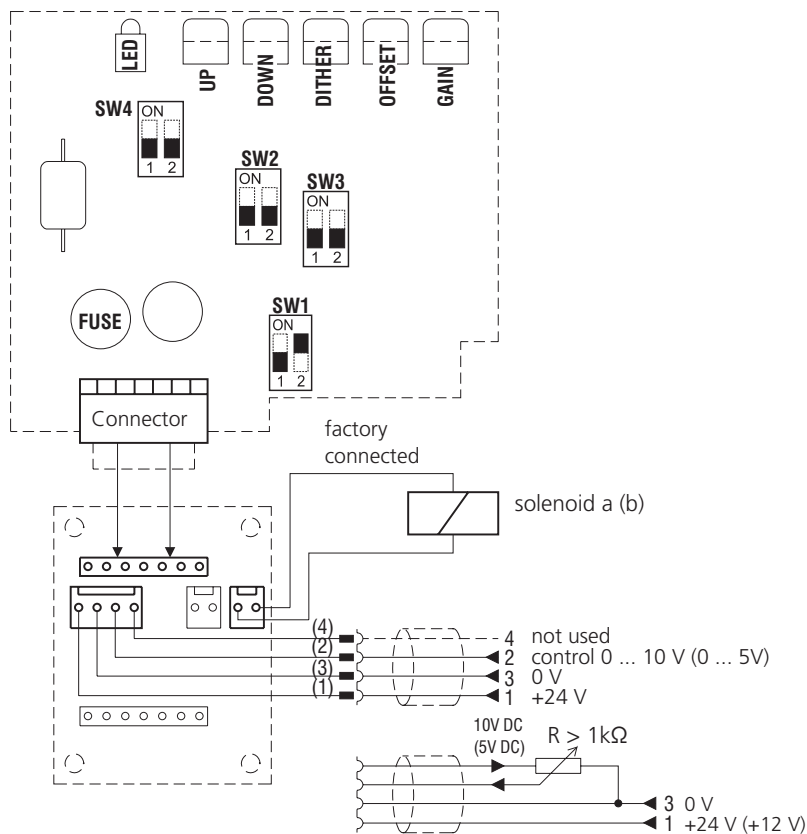 LED
UP
DOWN
DITHER
OFFSET
GAIN
SW4
ON
1 2
SW2
ON
1 2
SW3
ON
1 2
FUSE
SW1
ON
1 2
Connector
factory
connected
solenoid a (b)
(4)
4 not used
(2)
2 control 0 ... 10 V (0 ... 5V)
(3)
3 0 V
(1)
1 +24 V
10V DC
(5V DC)
R > 1kΩ
3 0 V
1 +24 V (+12 V)